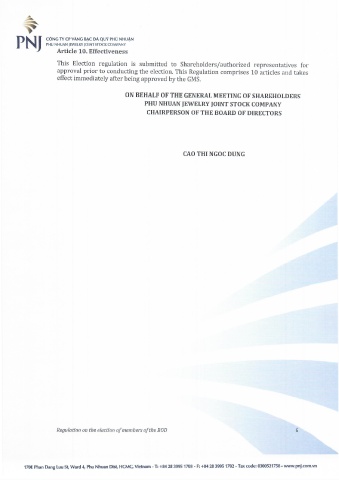 PNJ
CÔNG TY CP VÀNG BẠC ĐÁ QUÝ PHÚ NHUẬN
PHU NHUAN JEWELRY JOINT STOCK COMPANY
Article 10. Effectiveness
This Election regulation is submitted to Shareholders/authorized representatives for
approval prior to conducting the election. This Regulation comprises 10 articles and takes
effect immediately after being approved by the GMS.
ON BEHALF OF THE GENERAL MEETING OF SHAREHOLDERS
PHU NHUAN JEWELRY JOINT STOCK COMPANY
CHAIRPERSON OF THE BOARD OF DIRECTORS
CAO THI NGOC DUNG
Regulation on the election of members of the BOD
170E Phan Dang Luu St, Ward 3, Phu Nhuan Dist, HCMC, Vietnam - T: +84 28 3995 1703 - F: +84 28 3995 1702 - Tax code: 0300521758 - www.pnj.com.vn